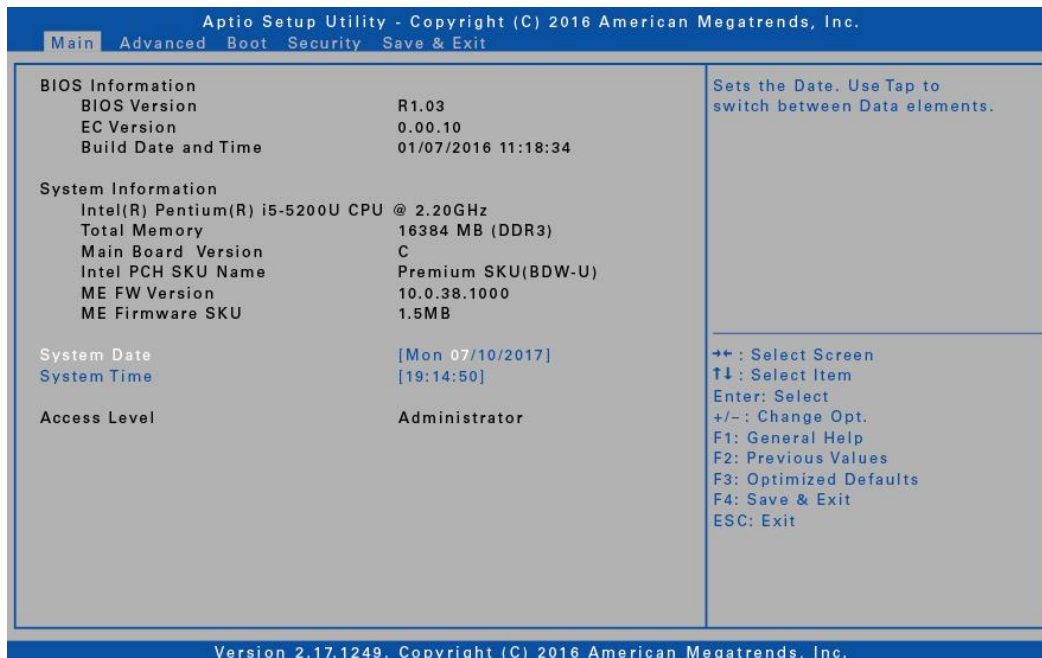 Aptio Setup Utility - Copyright (C) 2016 American Megatrends, Inc.
Main Advanced Boot Security Save & Exit
BIOS Information
BIOS Version R1.03
EC Version 0.00.10
Build Date and Time 01/07/2016 11:18:34
System Information
Intel(R) Pentium(R) i5-5200U CPU @ 2.20GHz
Total Memory 16384 MB (DDR3)
Main Board Version C
Intel PCH SKU Name Premium SKU(BDW-U)
ME FW Version 10.0.38.1000
ME Firmware SKU 1.5MB
System Date [Mon 07/10/2017]
System Time [19:14:50]
Access Level Administrator
Sets the Date. Use Tap to
switch between Data elements.
→←: Select Screen
↑↓: Select Item
Enter: Select
+/-: Change Opt.
F1: General Help
F2: Previous Values
F3: Optimized Defaults
F4: Save & Exit
ESC: Exit
Version 2.17.1249. Copyright (C) 2016 American Megatrends, Inc.